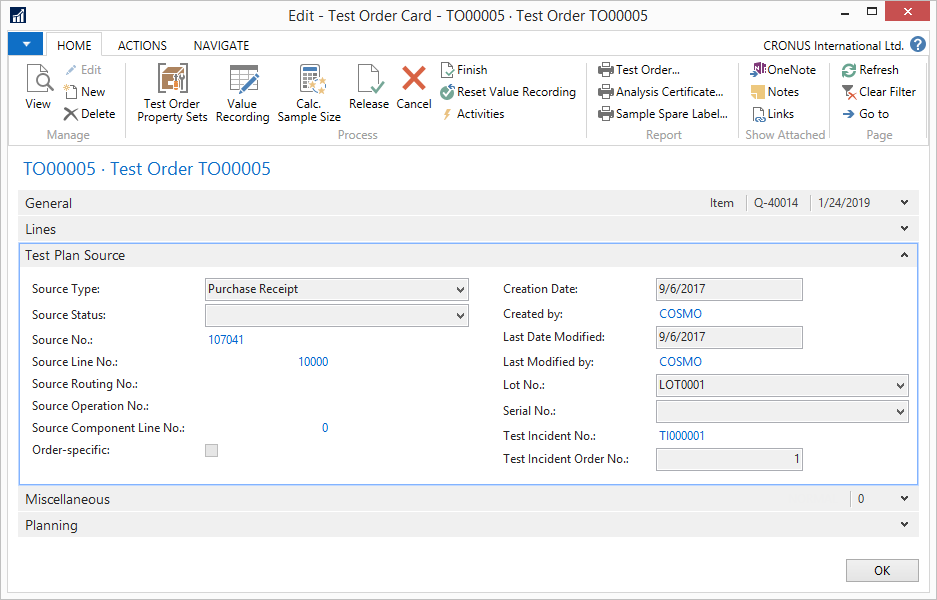 Edit - Test Order Card - TO00005 · Test Order TO00005
HOME ACTIONS NAVIGATE CRONUS International Ltd. ?
View
Edit
New
Delete
Manage
Test Order Property Sets
Value Recording
Calc. Sample Size
Release
Cancel
Finish
Reset Value Recording
Activities
Process
Test Order...
Analysis Certificate...
Sample Spare Label...
Report
OneNote
Notes
Links
Show Attached
Refresh
Clear Filter
Go to
Page
TO00005 · Test Order TO00005
General Item Q-40014 1/24/2019
Lines
Test Plan Source
Source Type: Purchase Receipt
Source Status:
Source No.: 107041
Source Line No.: 10000
Source Routing No.:
Source Operation No.:
Source Component Line No.: 0
Order-specific:
Creation Date: 9/6/2017
Created by: COSMO
Last Date Modified: 9/6/2017
Last Modified by: COSMO
Lot No.: LOT0001
Serial No.:
Test Incident No.: TI000001
Test Incident Order No.: 1
Miscellaneous 0
Planning
OK